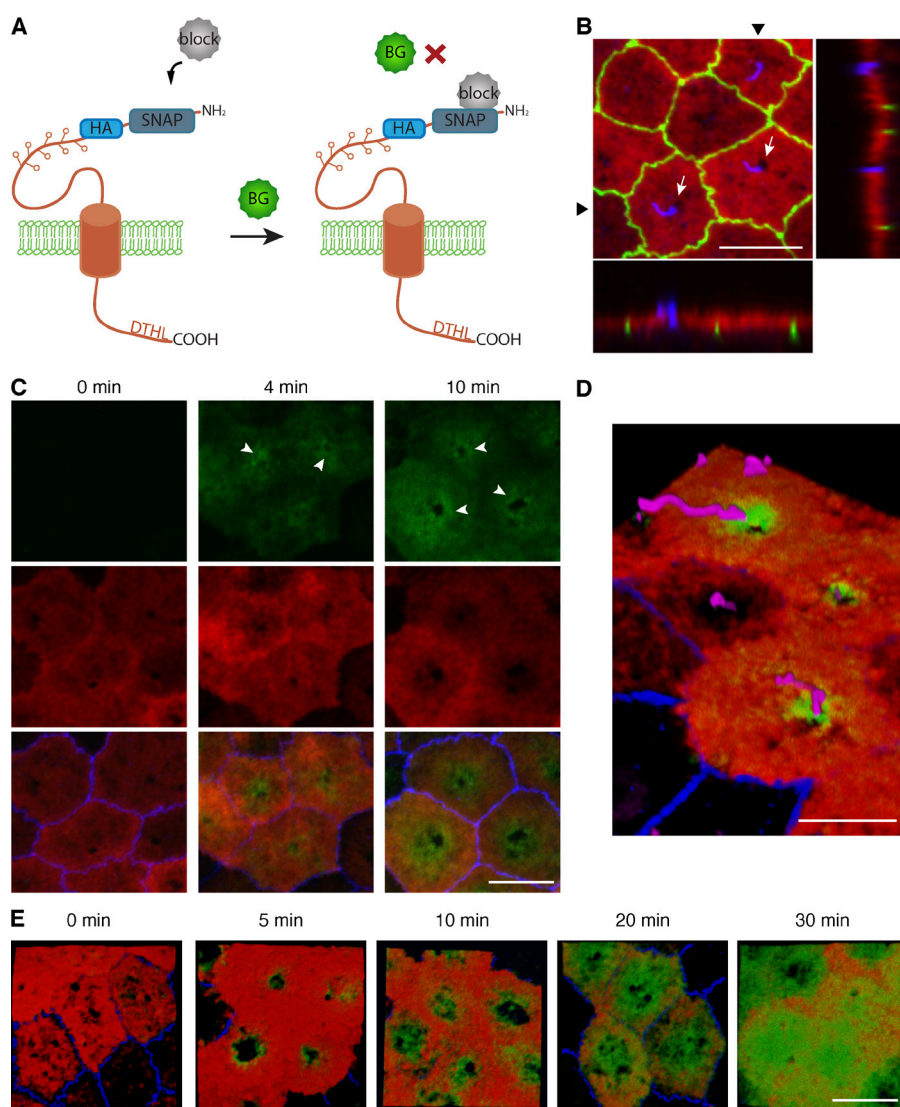 A
block
HA SNAP NH₂
BG
DTHL COOH
BG
block
HA SNAP NH₂
DTHL COOH
B
C
0 min 4 min 10 min
D
E
0 min 5 min 10 min 20 min 30 min